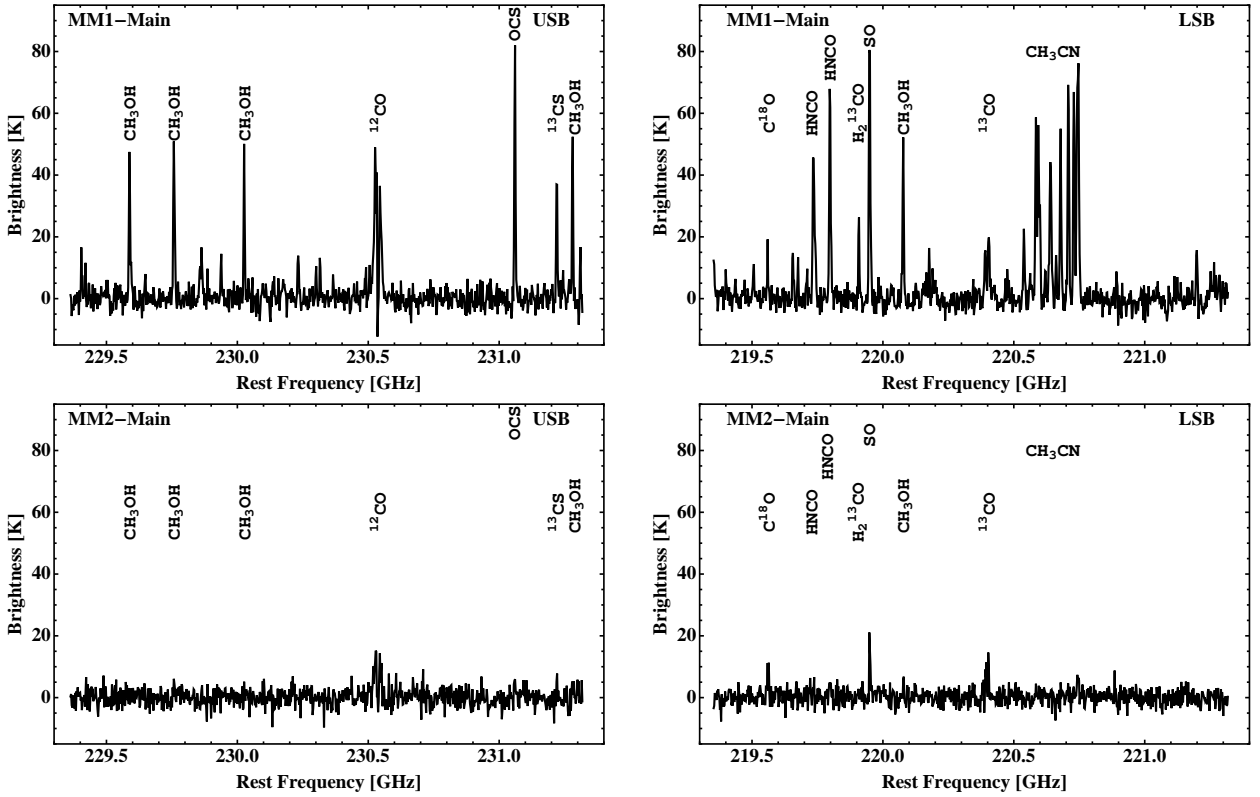 MM1−Main USB
CH₃OH CH₃OH CH₃OH ¹²CO OCS ¹³CS CH₃OH
Brightness [K]
80
60
40
20
0
229.5 230.0 230.5 231.0
Rest Frequency [GHz]
MM1−Main LSB
C¹⁸O HNCO HNCO H₂¹³CO SO CH₃OH ¹³CO CH₃CN
Brightness [K]
80
60
40
20
0
219.5 220.0 220.5 221.0
Rest Frequency [GHz]
MM2−Main USB
CH₃OH CH₃OH CH₃OH ¹²CO OCS ¹³CS CH₃OH
Brightness [K]
80
60
40
20
0
229.5 230.0 230.5 231.0
Rest Frequency [GHz]
MM2−Main LSB
C¹⁸O HNCO HNCO H₂¹³CO SO CH₃OH ¹³CO CH₃CN
Brightness [K]
80
60
40
20
0
219.5 220.0 220.5 221.0
Rest Frequency [GHz]